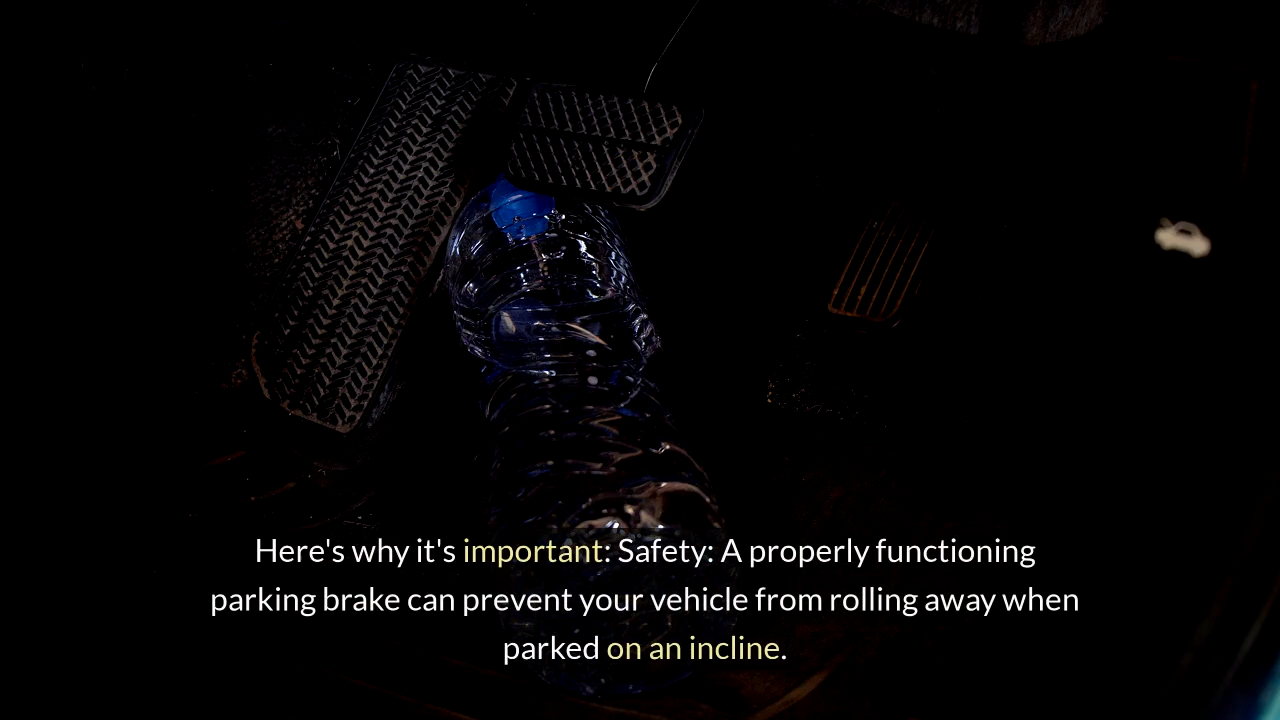 Here's why it's important: Safety: A properly functioning
parking brake can prevent your vehicle from rolling away when
parked on an incline.